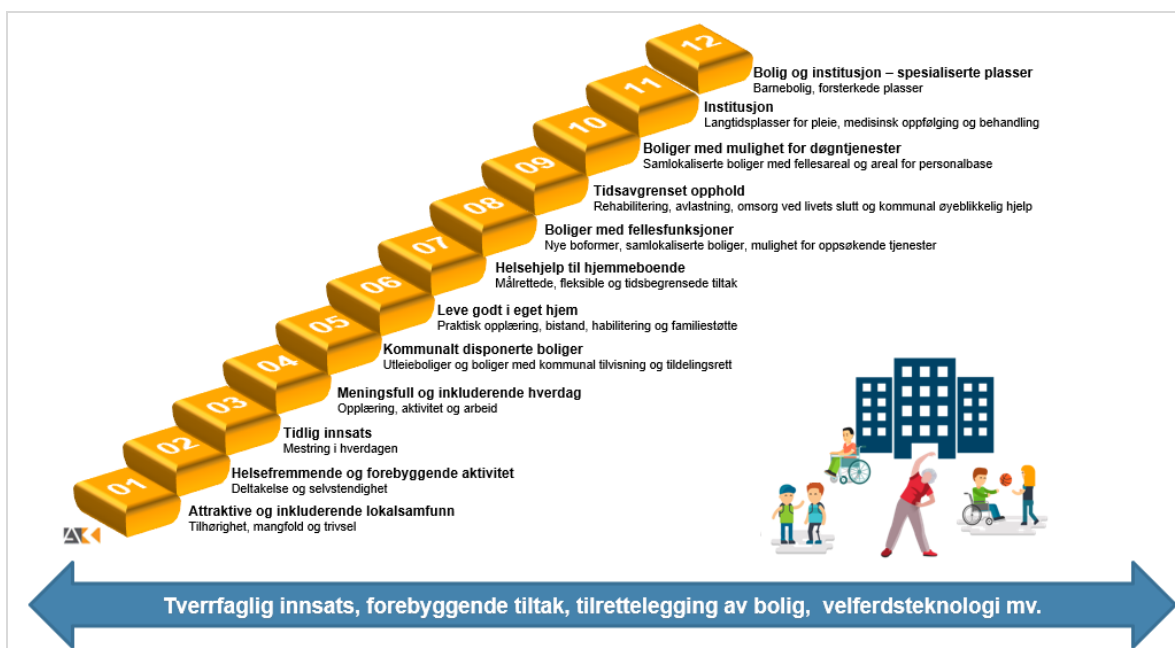 12
Bolig og institusjon – spesialiserte plasser
Barnebolig, forsterkede plasser
11
Institusjon
Langtidsplasser for pleie, medisinsk oppfølging og behandling
10
Boliger med mulighet for døgntjenester
Samlokaliserte boliger med fellesareal og areal for personalbase
09
Tidsavgrenset opphold
Rehabilitering, avlastning, omsorg ved livets slutt og kommunal øyeblikkelig hjelp
08
Boliger med fellesfunksjoner
Nye boformer, samlokaliserte boliger, mulighet for oppsøkende tjenester
07
Helsehjelp til hjemmeboende
Målrettede, fleksible og tidsbegrensede tiltak
06
Leve godt i eget hjem
Praktisk opplæring, bistand, habilitering og familiestøtte
05
Kommunalt disponerte boliger
Utleieboliger og boliger med kommunal tilvisning og tildelingsrett
04
Meningsfull og inkluderende hverdag
Opplæring, aktivitet og arbeid
03
Tidlig innsats
Mestring i hverdagen
02
Helsefremmende og forebyggende aktivitet
Deltakelse og selvstendighet
01
Attraktive og inkluderende lokalsamfunn
Tilhørighet, mangfold og trivsel
Tverrfaglig innsats, forebyggende tiltak, tilrettelegging av bolig, velferdsteknologi mv.